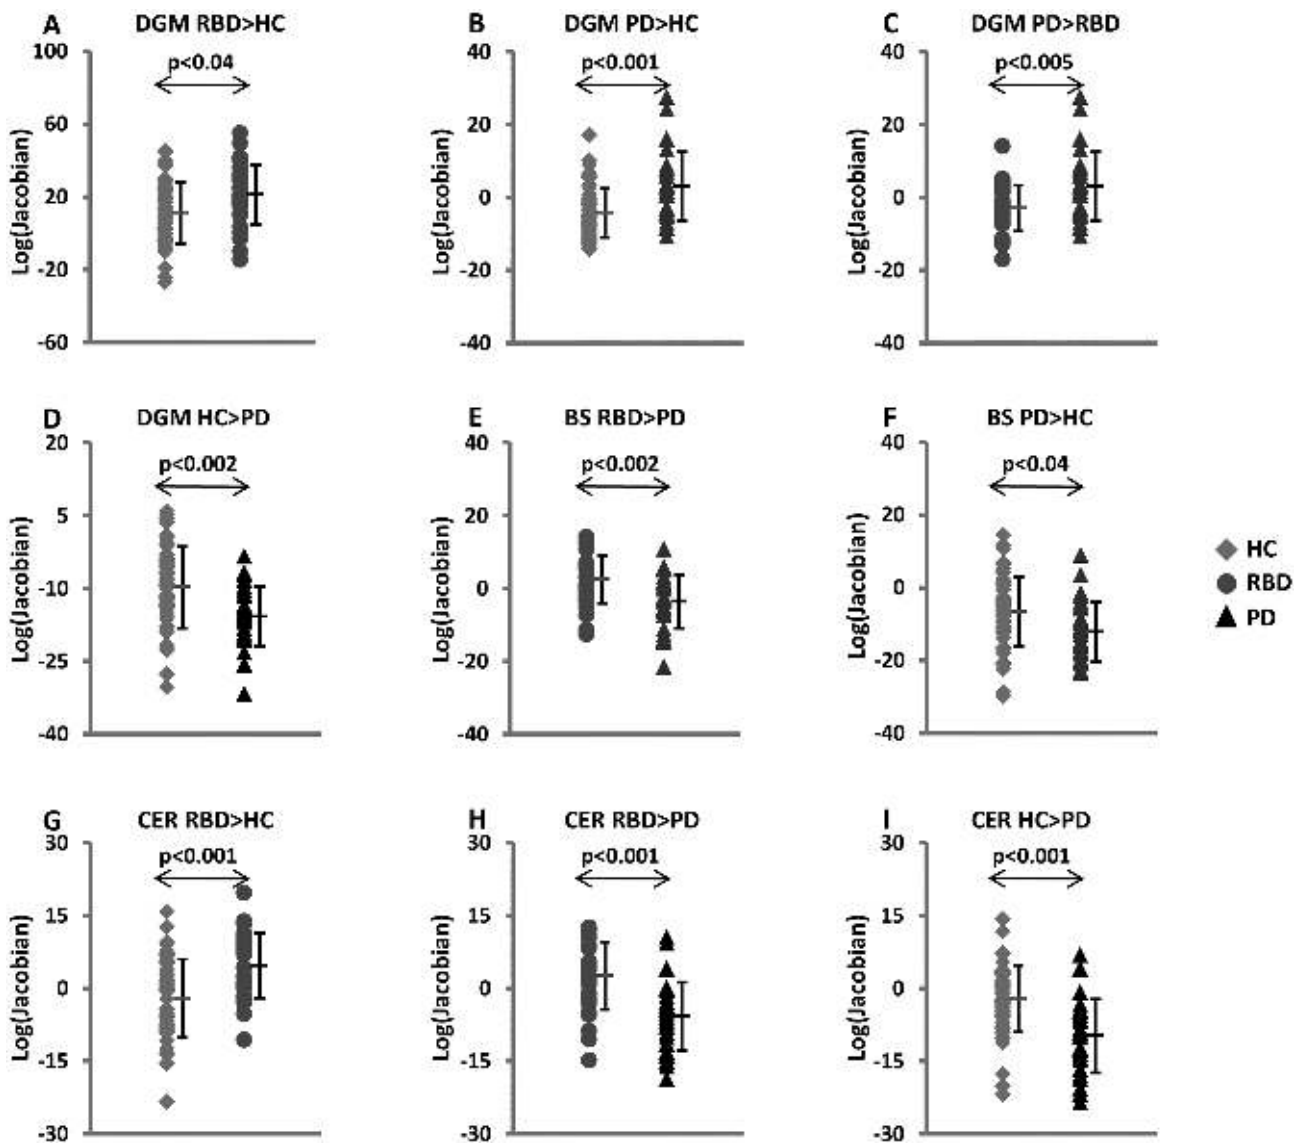 A DGM RBD>HC
100
p<0.04
60
20
-20
-60
Log(Jacobian)
B DGM PD>HC
40
p<0.001
20
0
-20
-40
Log(Jacobian)
C DGM PD>RBD
40
p<0.005
20
0
-20
-40
Log(Jacobian)
D DGM HC>PD
20
p<0.002
5
-10
-25
-40
Log(Jacobian)
E BS RBD>PD
40
p<0.002
20
0
-20
-40
Log(Jacobian)
F BS PD>HC
40
p<0.04
20
0
-20
-40
Log(Jacobian)
HC
RBD
PD
G CER RBD>HC
30
p<0.001
15
0
-15
-30
Log(Jacobian)
H CER RBD>PD
30
p<0.001
15
0
-15
-30
Log(Jacobian)
I CER HC>PD
30
p<0.001
15
0
-15
-30
Log(Jacobian)